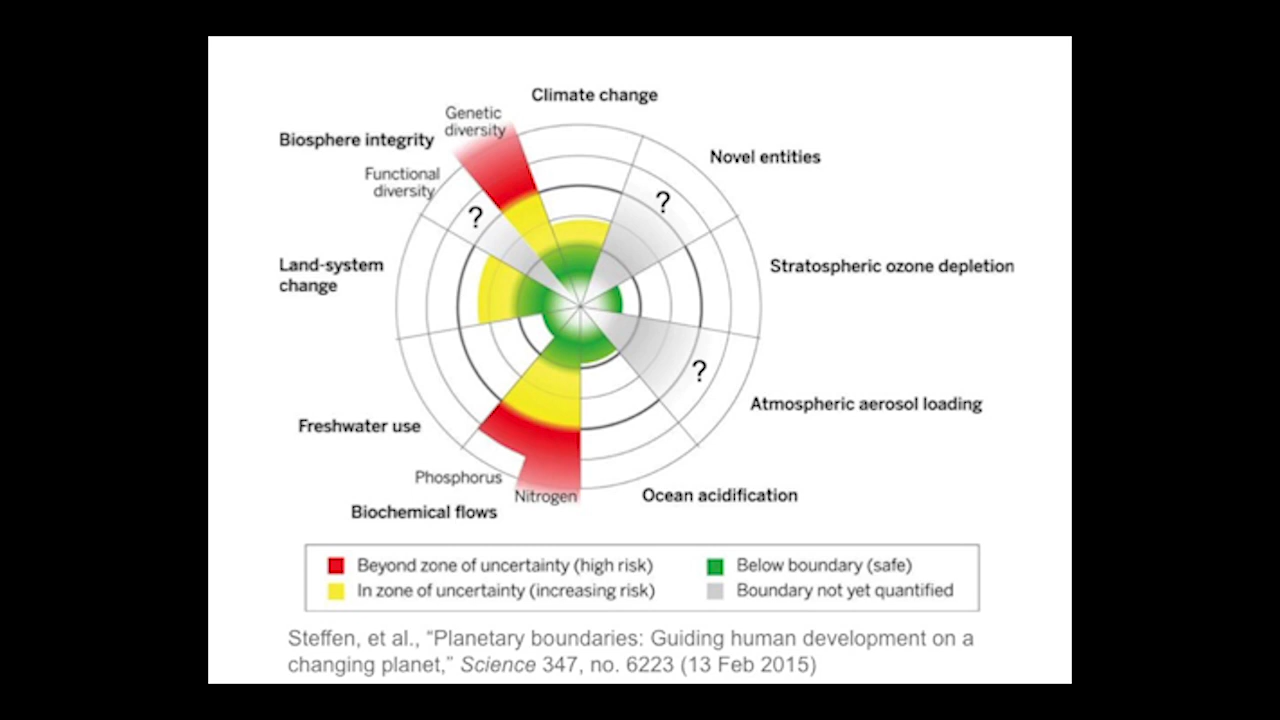 Climate change
Genetic
diversity
Biosphere integrity
Novel entities
Functional
diversity
?
?
Land-system
change
Stratospheric ozone depletion
?
Atmospheric aerosol loading
Freshwater use
Phosphorus
Nitrogen
Ocean acidification
Biochemical flows
Beyond zone of uncertainty (high risk)
Below boundary (safe)
In zone of uncertainty (increasing risk)
Boundary not yet quantified
Steffen, et al., “Planetary boundaries: Guiding human development on a
changing planet,” Science 347, no. 6223 (13 Feb 2015)